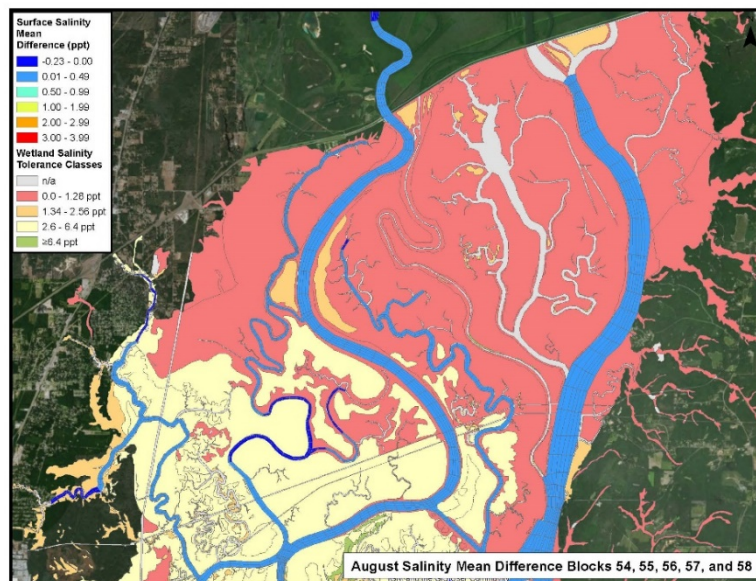 Surface Salinity
Mean
Difference (ppt)
-0.23 - 0.00
0.01 - 0.49
0.50 - 0.99
1.00 - 1.99
2.00 - 2.99
3.00 - 3.99
Wetland Salinity
Tolerance Classes
n/a
0.0 - 1.28 ppt
1.34 - 2.56 ppt
2.6 - 6.4 ppt
≥6.4 ppt
August Salinity Mean Difference Blocks 54, 55, 56, 57, and 58